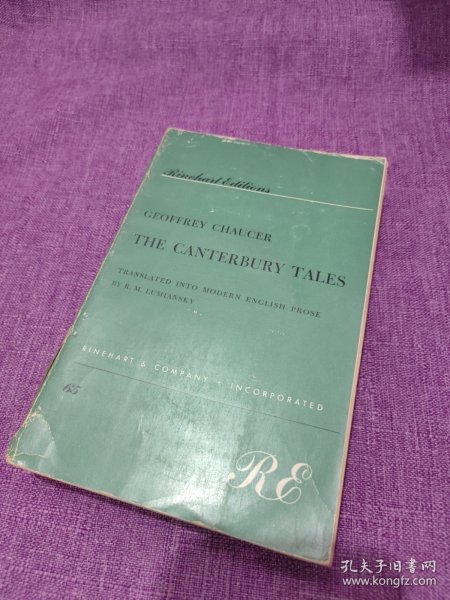 Rinehart Editions
GEOFFREY CHAUCER
THE CANTERBURY TALES
TRANSLATED INTO MODERN ENGLISH PROSE
BY R. M. LUMIANSKY
RINEHART & COMPANY · INCORPORATED
65
RE
孔夫子旧书网
www.kongfz.com